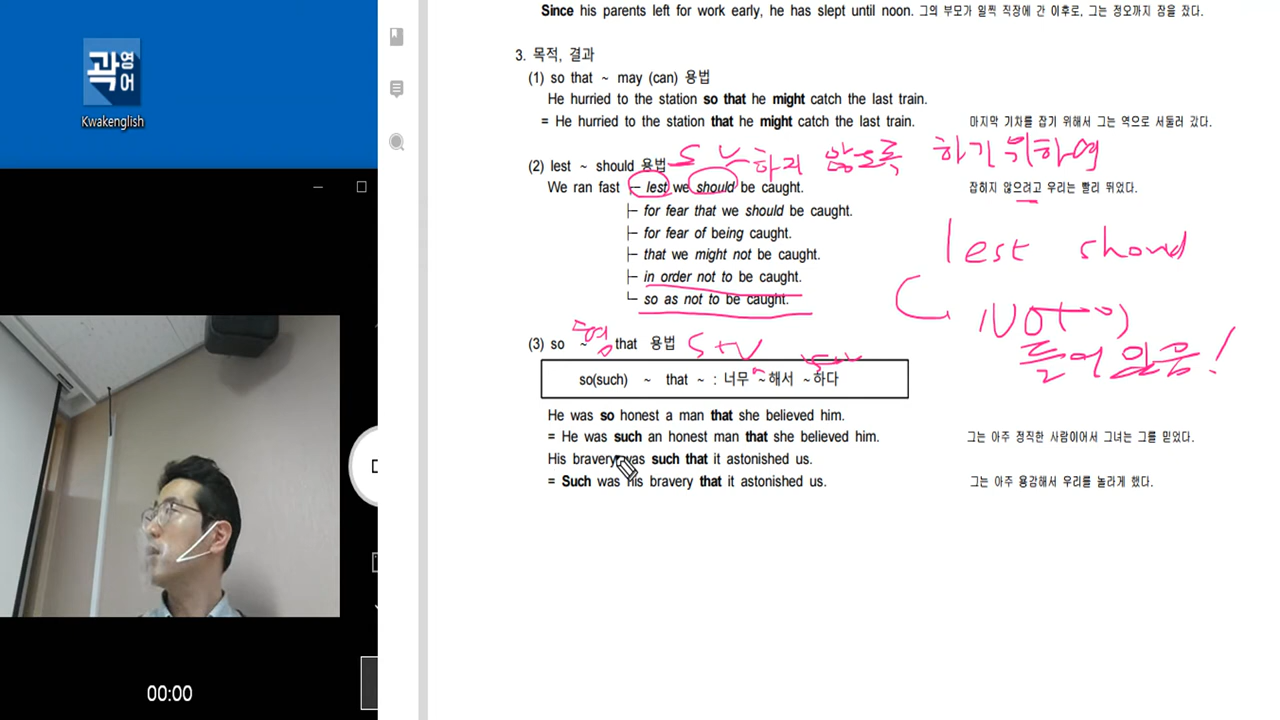 곽영어
Kwakenglish
00:00
Since his parents left for work early, he has slept until noon. 그의 부모가 일찍 직장에 간 이후로, 그는 정오까지 잠을 잤다.
3. 목적, 결과
(1) so that ~ may (can) 용법
He hurried to the station so that he might catch the last train.
= He hurried to the station that he might catch the last train. 마지막 기차를 잡기 위해서 그는 역으로 서둘러 갔다.
(2) lest ~ should 용법 S V 하지 않도록 하기 위하여
We ran fast ├ lest we should be caught. 잡히지 않으려고 우리는 빨리 뛰었다.
├ for fear that we should be caught.
├ for fear of being caught.
├ that we might not be caught.
├ in order not to be caught.
└ so as not to be caught.
lest should
Not이
들어 있음!
(3) so ~ that 용법 S+V
형
so(such) ~ that ~ : 너무 ~해서 ~하다
He was so honest a man that she believed him.
= He was such an honest man that she believed him. 그는 아주 정직한 사람이어서 그녀는 그를 믿었다.
His bravery was such that it astonished us.
= Such was his bravery that it astonished us. 그는 아주 용감해서 우리를 놀라게 했다.